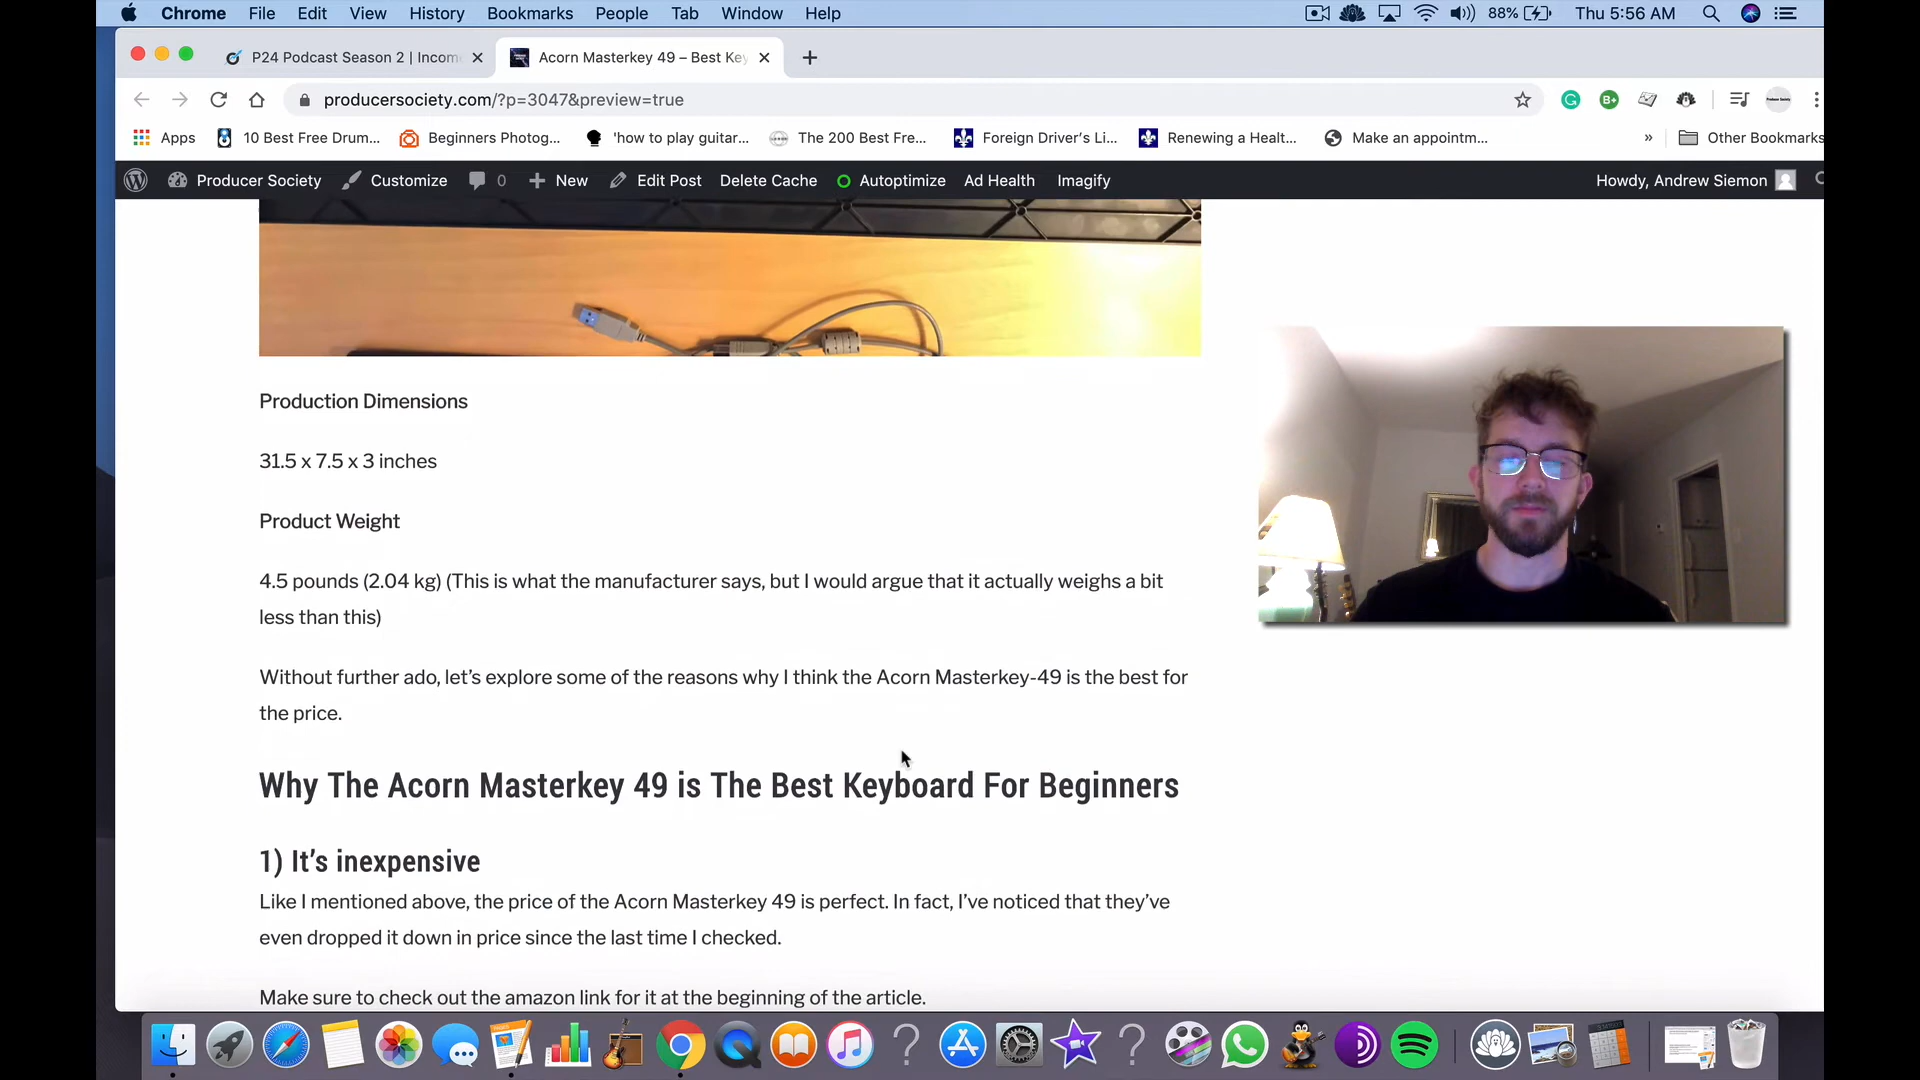 Chrome File Edit View History Bookmarks People Tab Window Help 88% Thu 5:56 AM
P24 Podcast Season 2 | Incom Acorn Masterkey 49 – Best Key
producersociety.com/?p=3047&preview=true
Apps 10 Best Free Drum... Beginners Photog... 'how to play guitar... The 200 Best Fre... Foreign Driver's Li... Renewing a Healt... Make an appointm... » Other Bookmarks
Producer Society Customize 0 + New Edit Post Delete Cache Autoptimize Ad Health Imagify Howdy, Andrew Siemon
Production Dimensions
31.5 x 7.5 x 3 inches
Product Weight
4.5 pounds (2.04 kg) (This is what the manufacturer says, but I would argue that it actually weighs a bit
less than this)
Without further ado, let's explore some of the reasons why I think the Acorn Masterkey-49 is the best for
the price.
Why The Acorn Masterkey 49 is The Best Keyboard For Beginners
1) It's inexpensive
Like I mentioned above, the price of the Acorn Masterkey 49 is perfect. In fact, I've noticed that they've
even dropped it down in price since the last time I checked.
Make sure to check out the amazon link for it at the beginning of the article.